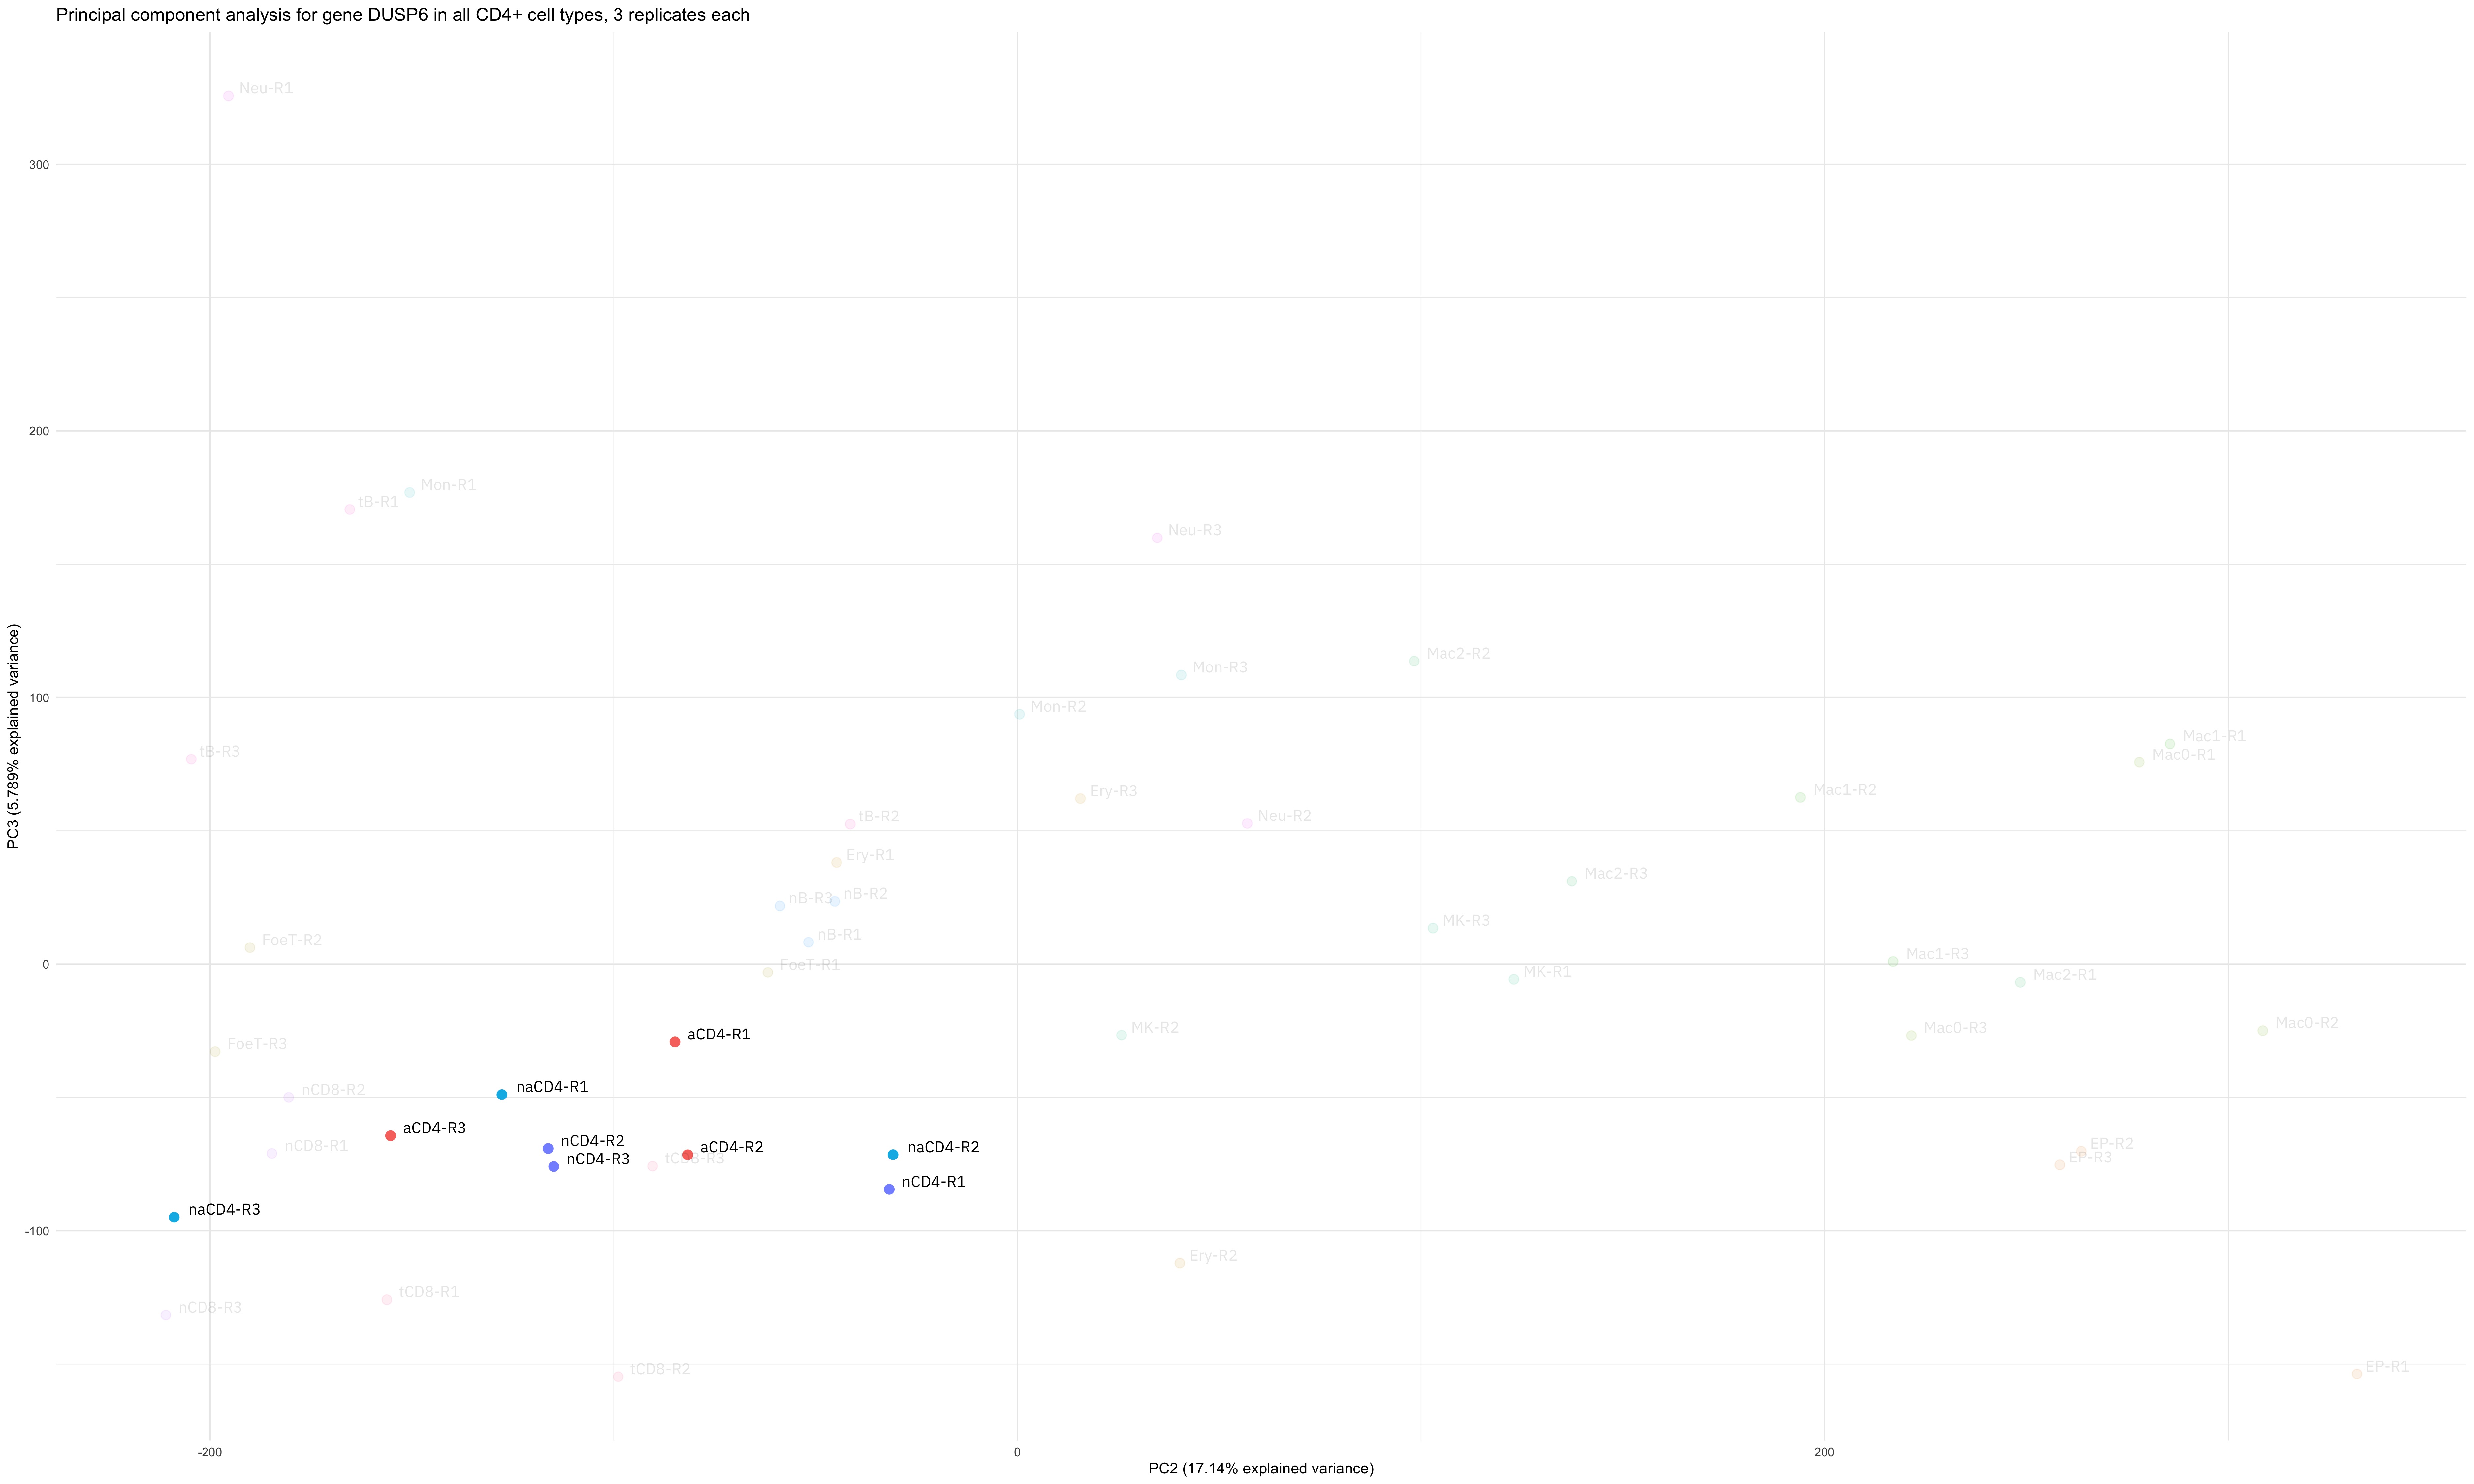 Principal component analysis for gene DUSP6 in all CD4+ cell types, 3 replicates each
Neu-R1
300
200
Mon-R1
tB-R1
Neu-R3
Mac2-R2
Mon-R3
100
Mon-R2
Mac1-R1
tB-R3
Mac0-R1
Ery-R3
Mac1-R2
tB-R2
Neu-R2
Ery-R1
Mac2-R3
nB-R3
nB-R2
MK-R3
nB-R1
FoeT-R2
Mac1-R3
0
FoeT-R1
MK-R1
Mac2-R1
Mac0-R2
MK-R2
Mac0-R3
aCD4-R1
FoeT-R3
naCD4-R1
nCD8-R2
aCD4-R3
nCD4-R2
EP-R2
nCD8-R1
aCD4-R2
naCD4-R2
EP-R3
nCD4-R3
tCD8-R3
nCD4-R1
naCD4-R3
-100
Ery-R2
tCD8-R1
nCD8-R3
tCD8-R2
EP-R1
-200
0
200
PC2 (17.14% explained variance)
PC3 (5.789% explained variance)